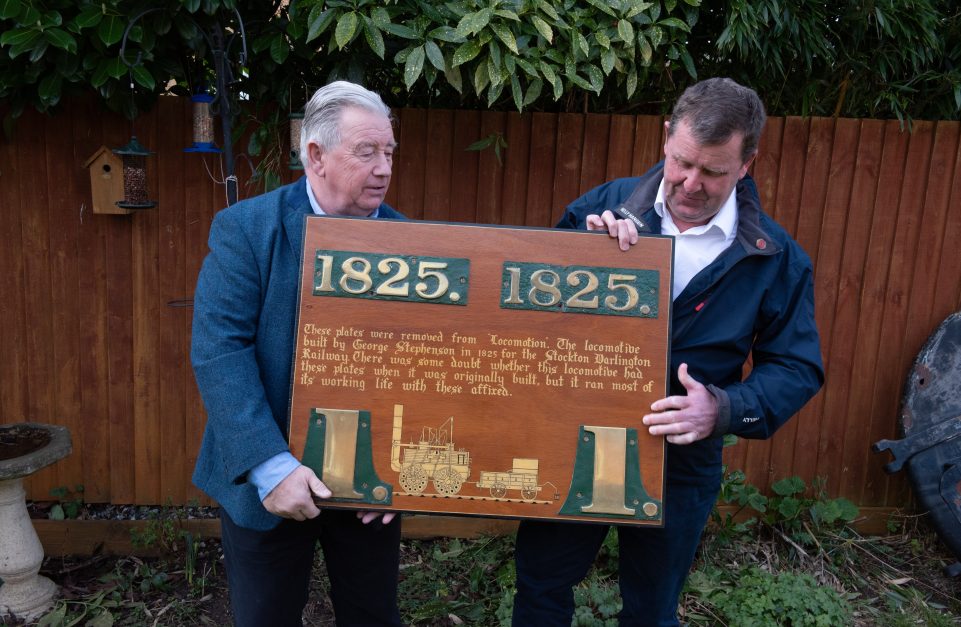 1825. 1825.
These plates were removed from 'Locomotion'. The locomotive
built by George Stephenson in 1825 for the Stockton Darlington
Railway. There was some doubt whether this locomotive had
these plates when it was originally built, but it ran most of
its working life with these affixed.
1. 1.